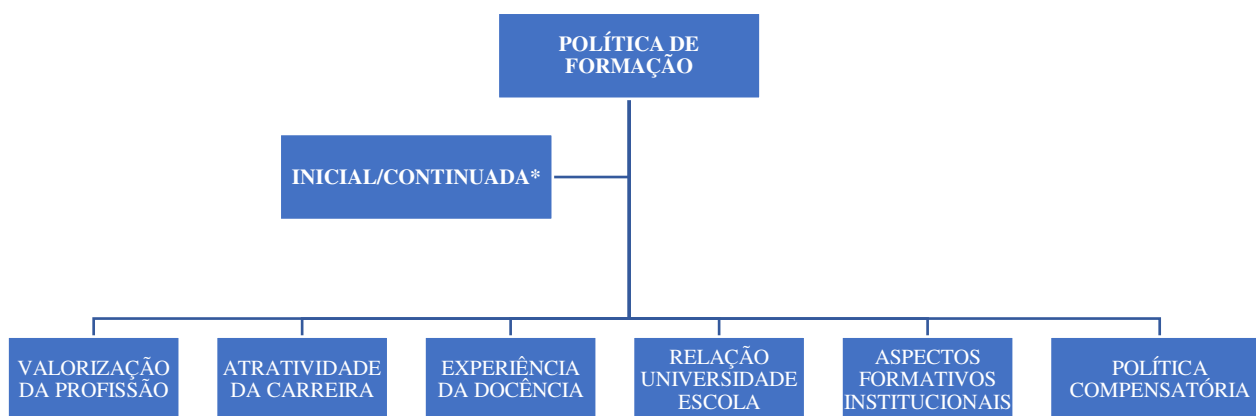 POLÍTICA DE
FORMAÇÃO
INICIAL/CONTINUADA*
VALORIZAÇÃO
DA PROFISSÃO
ATRATIVIDADE
DA CARREIRA
EXPERIÊNCIA
DA DOCÊNCIA
RELAÇÃO
UNIVERSIDADE
ESCOLA
ASPECTOS
FORMATIVOS
INSTITUCIONAIS
POLÍTICA
COMPENSATÓRIA